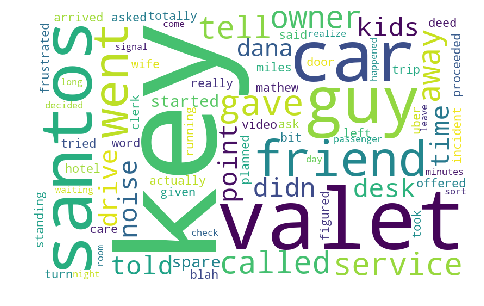 arrived
asked
totally
tell
owner
kids
come
signal
door
wife
realize
frustrated
deed
said
dana
car
away
long
decided
santos
went
key
really
miles
trip
proceeded
started
mathew
gave
guy
clerk
running
video
ask
left
uber
passenger
happened
incident
tried
word
drive
noise
point
planned
bit
friend
time
day
leave
minutes
sort
hotel
actually
given
waiting
standing
care
didn
desk
offered
figured
took
room
check
turn
night
told
spare
blah
called
valet
service